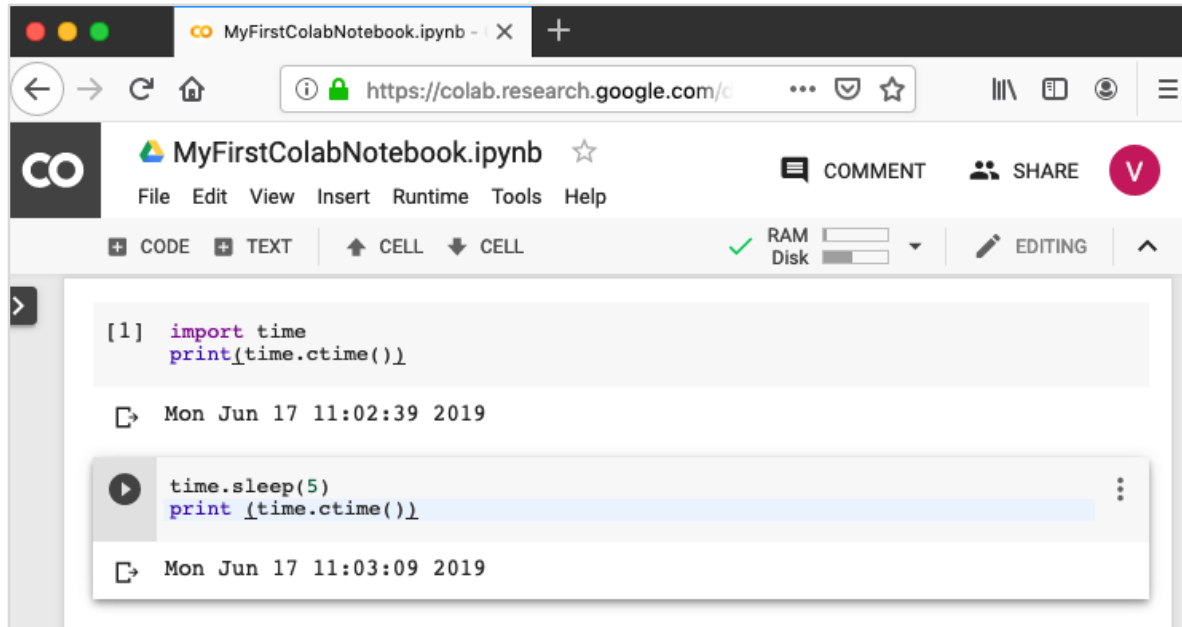 CO MyFirstColabNotebook.ipynb -
https://colab.research.google.com/
CO
MyFirstColabNotebook.ipynb
COMMENT
SHARE
V
File Edit View Insert Runtime Tools Help
CODE TEXT CELL CELL
RAM
Disk
EDITING
[1] import time
print(time.ctime())
Mon Jun 17 11:02:39 2019
time.sleep(5)
print (time.ctime())
Mon Jun 17 11:03:09 2019